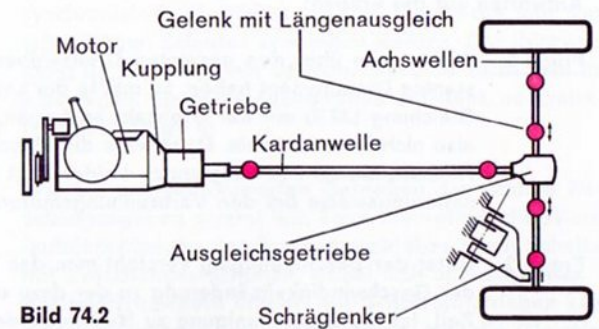 Gelenk mit Längenausgleich
Motor
Achswellen
Kupplung
Getriebe
Kardanwelle
Ausgleichsgetriebe
Bild 74.2
Schräglenker